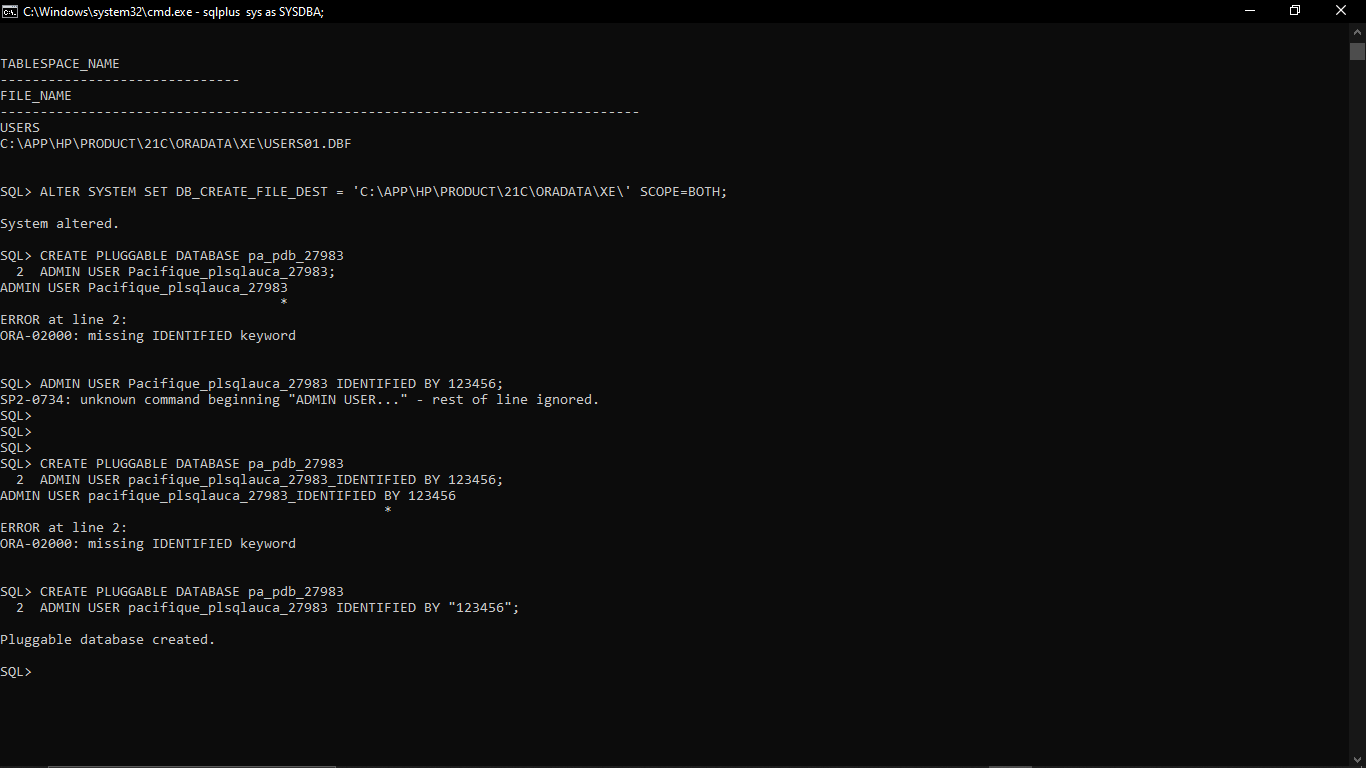 C:\Windows\system32\cmd.exe - sqlplus  sys as SYSDBA;
TABLESPACE_NAME
------------------------------
FILE_NAME
--------------------------------------------------------------------------------
USERS
C:\APP\HP\PRODUCT\21C\ORADATA\XE\USERS01.DBF
SQL> ALTER SYSTEM SET DB_CREATE_FILE_DEST = 'C:\APP\HP\PRODUCT\21C\ORADATA\XE\' SCOPE=BOTH;
System altered.
SQL> CREATE PLUGGABLE DATABASE pa_pdb_27983
  2  ADMIN USER Pacifique_plsqlauca_27983;
ADMIN USER Pacifique_plsqlauca_27983
                                   *
ERROR at line 2:
ORA-02000: missing IDENTIFIED keyword
SQL> ADMIN USER Pacifique_plsqlauca_27983 IDENTIFIED BY 123456;
SP2-0734: unknown command beginning "ADMIN USER..." - rest of line ignored.
SQL>
SQL>
SQL>
SQL> CREATE PLUGGABLE DATABASE pa_pdb_27983
  2  ADMIN USER pacifique_plsqlauca_27983_IDENTIFIED BY 123456;
ADMIN USER pacifique_plsqlauca_27983_IDENTIFIED BY 123456
                                                *
ERROR at line 2:
ORA-02000: missing IDENTIFIED keyword
SQL> CREATE PLUGGABLE DATABASE pa_pdb_27983
  2  ADMIN USER pacifique_plsqlauca_27983 IDENTIFIED BY "123456";
Pluggable database created.
SQL>